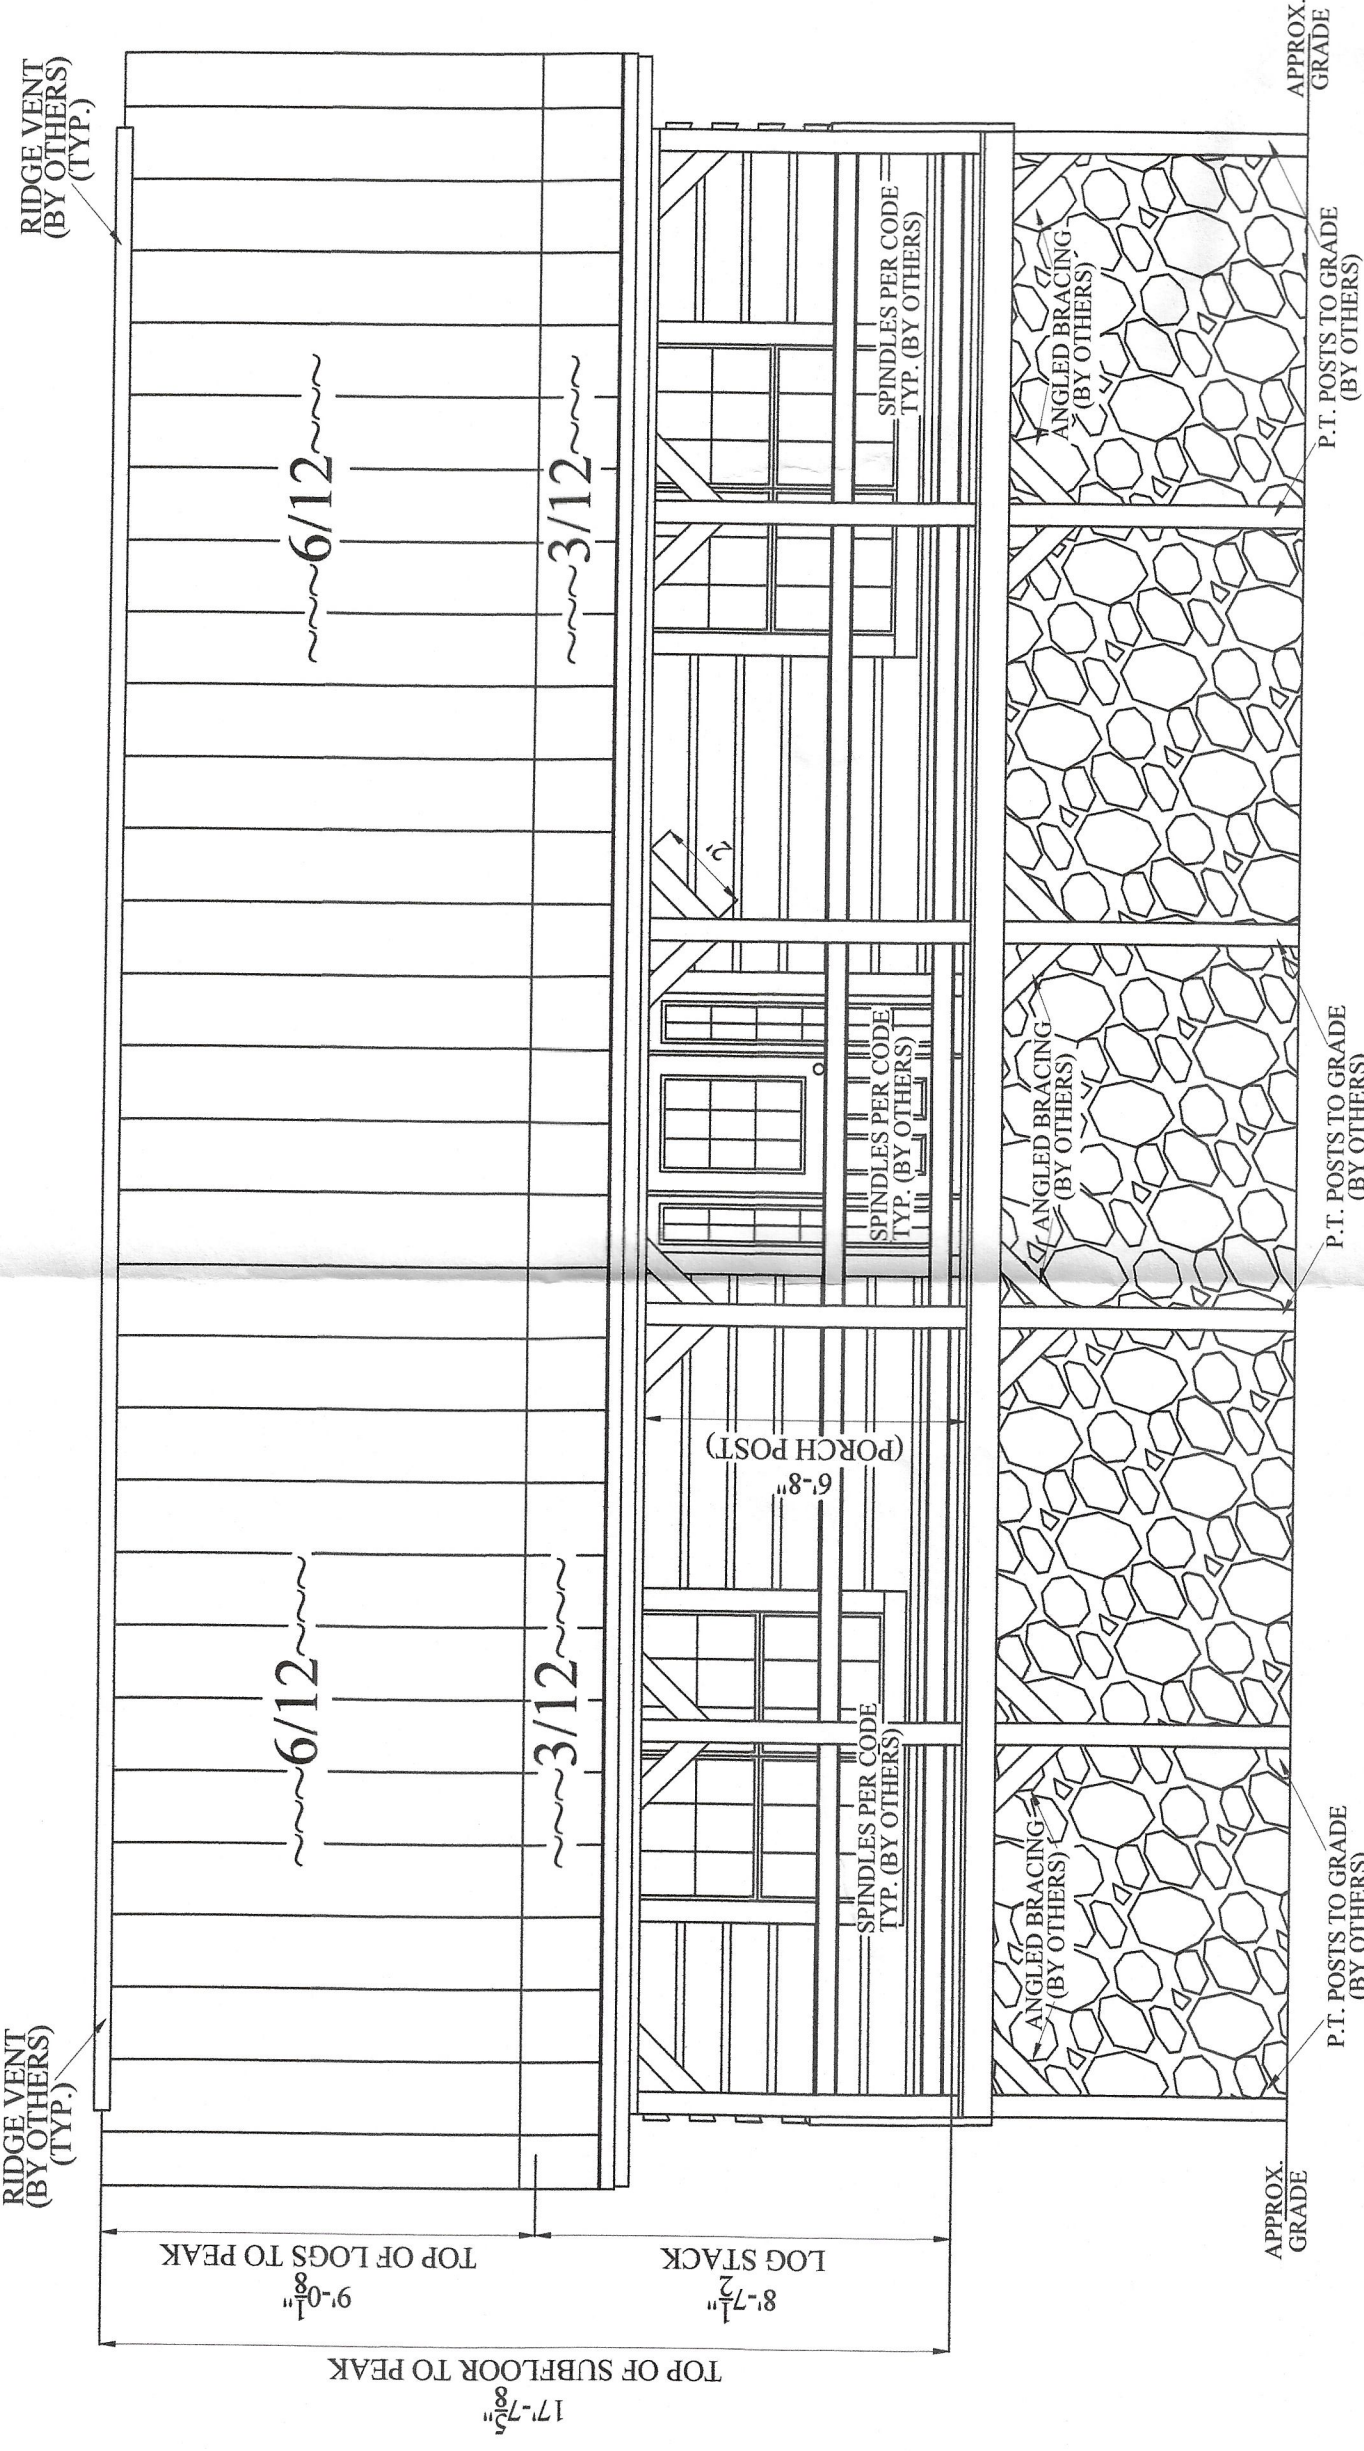 RIDGE VENT
(BY OTHERS)
(TYP.)
RIDGE VENT
(BY OTHERS)
(TYP.)
~~~6/12~~~
~~~6/12~~~
~~~3/12~~~
~~~3/12~~~
17'-7 5/8"
TOP OF SUBFLOOR TO PEAK
9'-0 1/8"
TOP OF LOGS TO PEAK
8'-7 1/2"
LOG STACK
6'-8"
(PORCH POST)
2'
SPINDLES PER CODE
TYP. (BY OTHERS)
SPINDLES PER CODE
TYP. (BY OTHERS)
SPINDLES PER CODE
TYP. (BY OTHERS)
ANGLED BRACING
(BY OTHERS)
ANGLED BRACING
(BY OTHERS)
ANGLED BRACING
(BY OTHERS)
APPROX.
GRADE
P.T. POSTS TO GRADE
(BY OTHERS)
P.T. POSTS TO GRADE
(BY OTHERS)
P.T. POSTS TO GRADE
(BY OTHERS)
APPROX.
GRADE